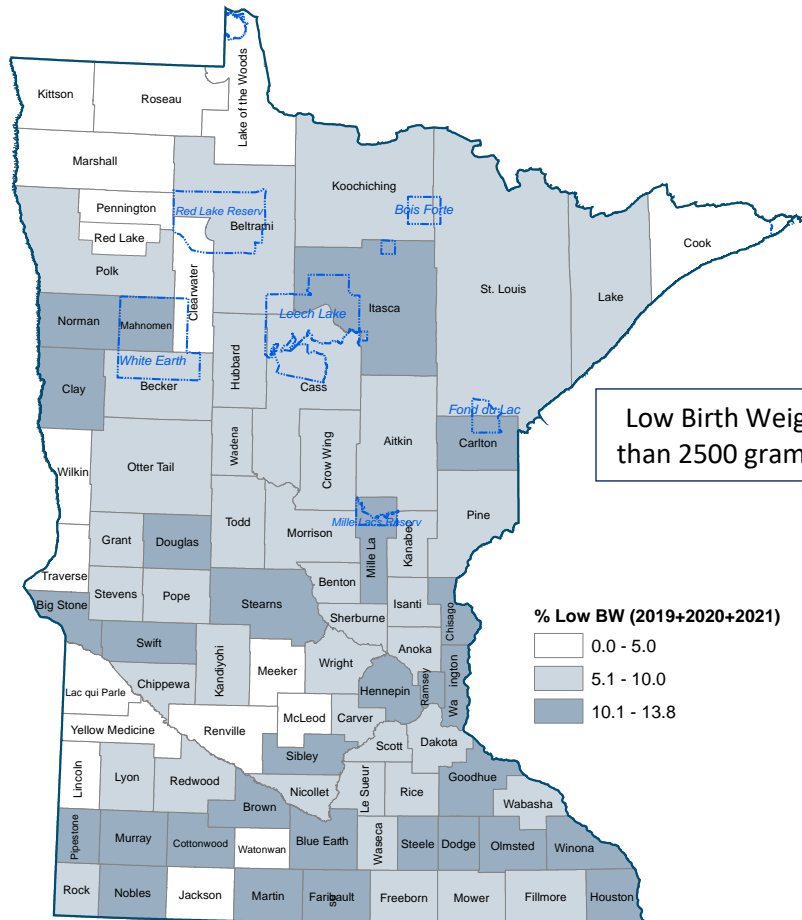 Kittson
Roseau
Lake of the Woods
Marshall
Koochiching
Pennington
Red Lake Reserv
Bois Forte
Beltrami
Red Lake
Cook
Polk
Clearwater
St. Louis
Lake
Itasca
Norman
Mahnomen
Leech Lake
White Earth
Hubbard
Becker
Cass
Clay
Fond du Lac
Low Birth Weig
than 2500 gram
Carlton
Aitkin
Wadena
Crow Wing
Wilkin
Otter Tail
Pine
Mille Lacs Reserv
Todd
Morrison
Kanabec
Grant
Douglas
Mille La
Traverse
Benton
Big Stone
Stevens
Pope
Stearns
Isanti
Chisago
% Low BW (2019+2020+2021)
Sherburne
0.0 - 5.0
Swift
Anoka
5.1 - 10.0
Kandiyohi
Meeker
Wright
Wa ington
10.1 - 13.8
Chippewa
Hennepin
Ramsey
Lac qui Parle
McLeod
Carver
Yellow Medicine
Renville
Dakota
Scott
Sibley
Goodhue
Lincoln
Lyon
Redwood
Nicollet
Le Sueur
Rice
Wabasha
Brown
Pipestone
Murray
Cottonwood
Watonwan
Blue Eath
Waseca
Steele
Dodge
Olmsted
Winona
Rock
Nobles
Jackson
Martin
Faribault
Freeborn
Mower
Fillmore
Houston